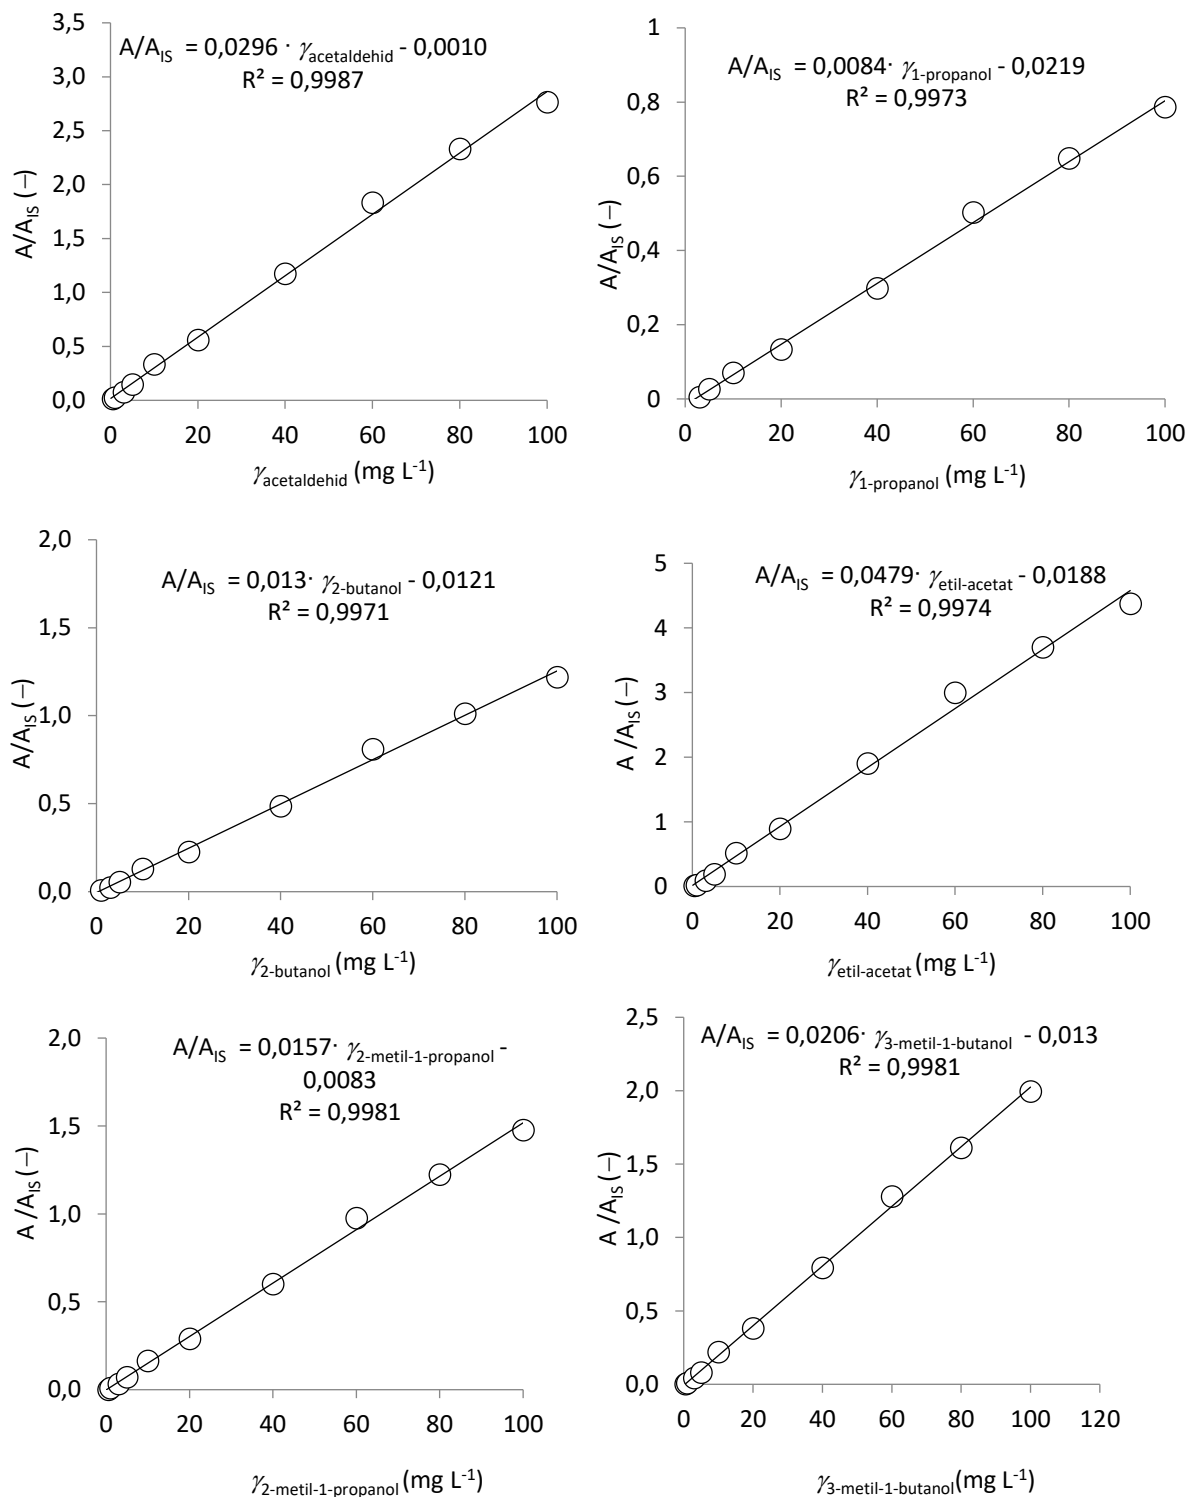 A/A_IS = 0,0296 · γ_acetaldehid - 0,0010
R² = 0,9987
3,5
3,0
2,5
2,0
1,5
1,0
0,5
0,0
A/A_IS (−)
0 20 40 60 80 100
γ_acetaldehid (mg L⁻¹)
A/A_IS = 0,0084· γ_1-propanol - 0,0219
R² = 0,9973
1
0,8
0,6
0,4
0,2
0
A/A_IS (−)
0 20 40 60 80 100
γ_1-propanol (mg L⁻¹)
A/A_IS = 0,013· γ_2-butanol - 0,0121
R² = 0,9971
2,0
1,5
1,0
0,5
0,0
A/A_IS (−)
0 20 40 60 80 100
γ_2-butanol (mg L⁻¹)
A/A_IS = 0,0479· γ_etil-acetat - 0,0188
R² = 0,9974
5
4
3
2
1
0
A /A_IS (−)
0 20 40 60 80 100
γ_etil-acetat (mg L⁻¹)
A/A_IS = 0,0157· γ_2-metil-1-propanol -
0,0083
R² = 0,9981
2,0
1,5
1,0
0,5
0,0
A /A_IS (−)
0 20 40 60 80 100
γ_2-metil-1-propanol (mg L⁻¹)
A/A_IS = 0,0206· γ_3-metil-1-butanol - 0,013
R² = 0,9981
2,5
2,0
1,5
1,0
0,5
0,0
A /A_IS (−)
0 20 40 60 80 100 120
γ_3-metil-1-butanol(mg L⁻¹)